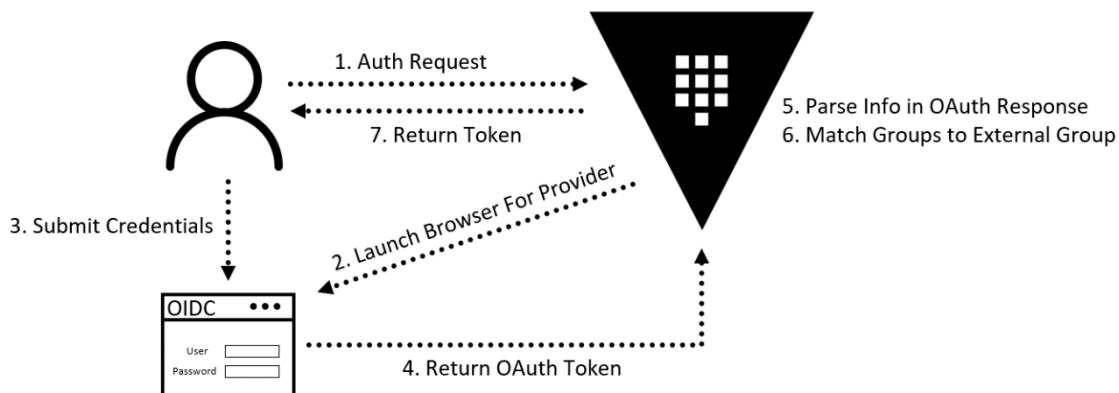 1. Auth Request
7. Return Token
5. Parse Info in OAuth Response
6. Match Groups to External Group
2. Launch Browser For Provider
3. Submit Credentials
OIDC
User
Password
4. Return OAuth Token